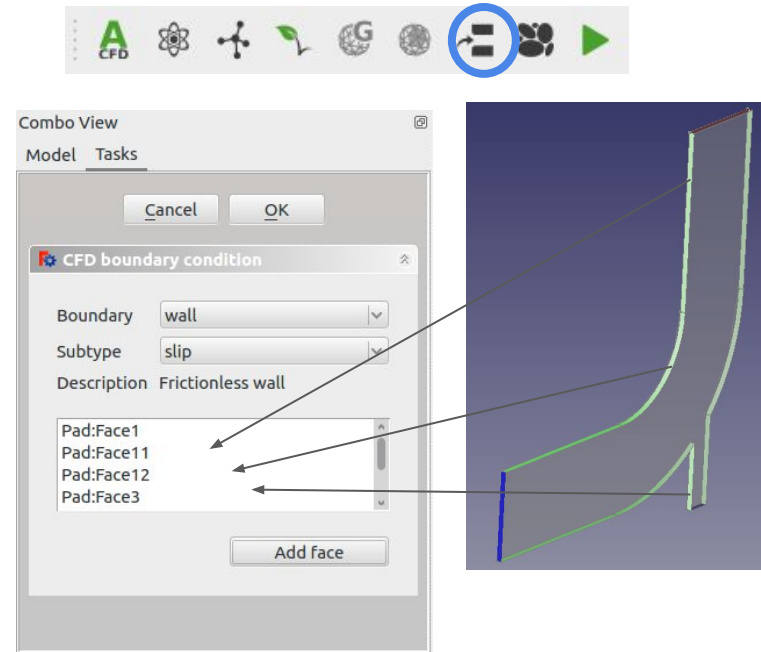 A
CFD
G
Combo View
Model Tasks
Cancel OK
CFD boundary condition
Boundary wall
Subtype slip
Description Frictionless wall
Pad:Face1
Pad:Face11
Pad:Face12
Pad:Face3
Add face